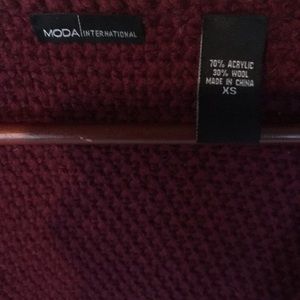 MODA INTERNATIONAL
70% ACRYLIC
30% WOOL
MADE IN CHINA
XS